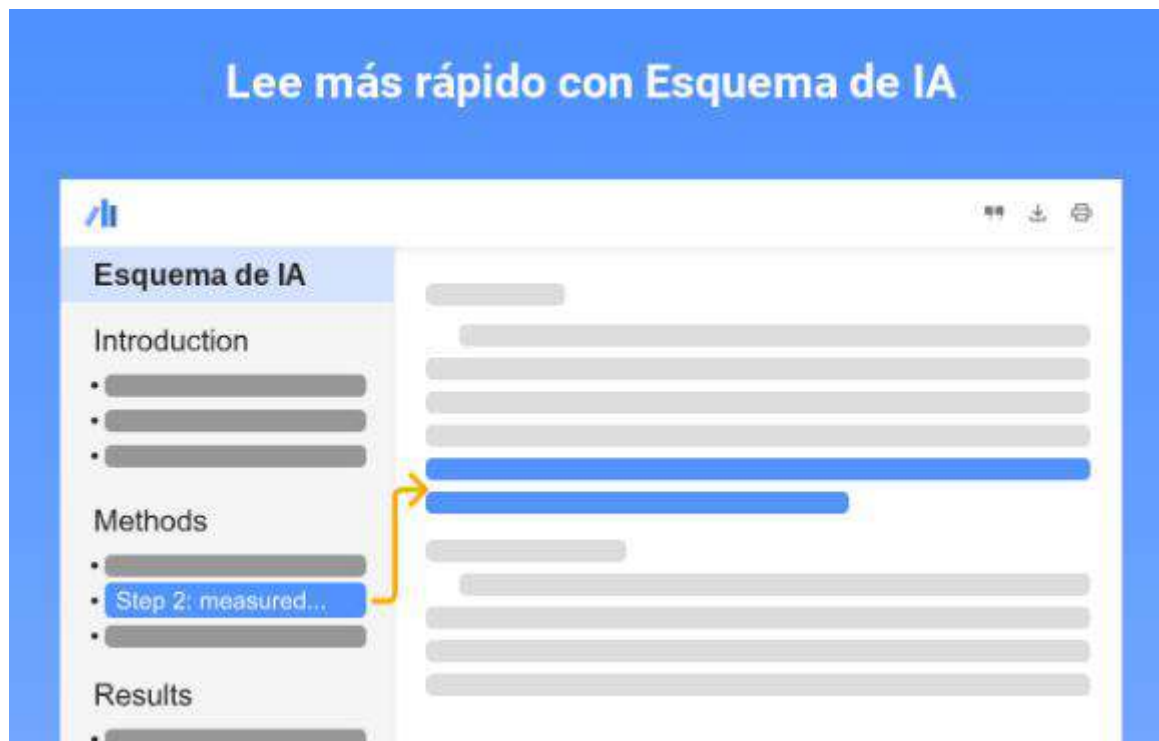 Lee más rápido con Esquema de IA
Esquema de IA
Introduction
Methods
Step 2: measured...
Results